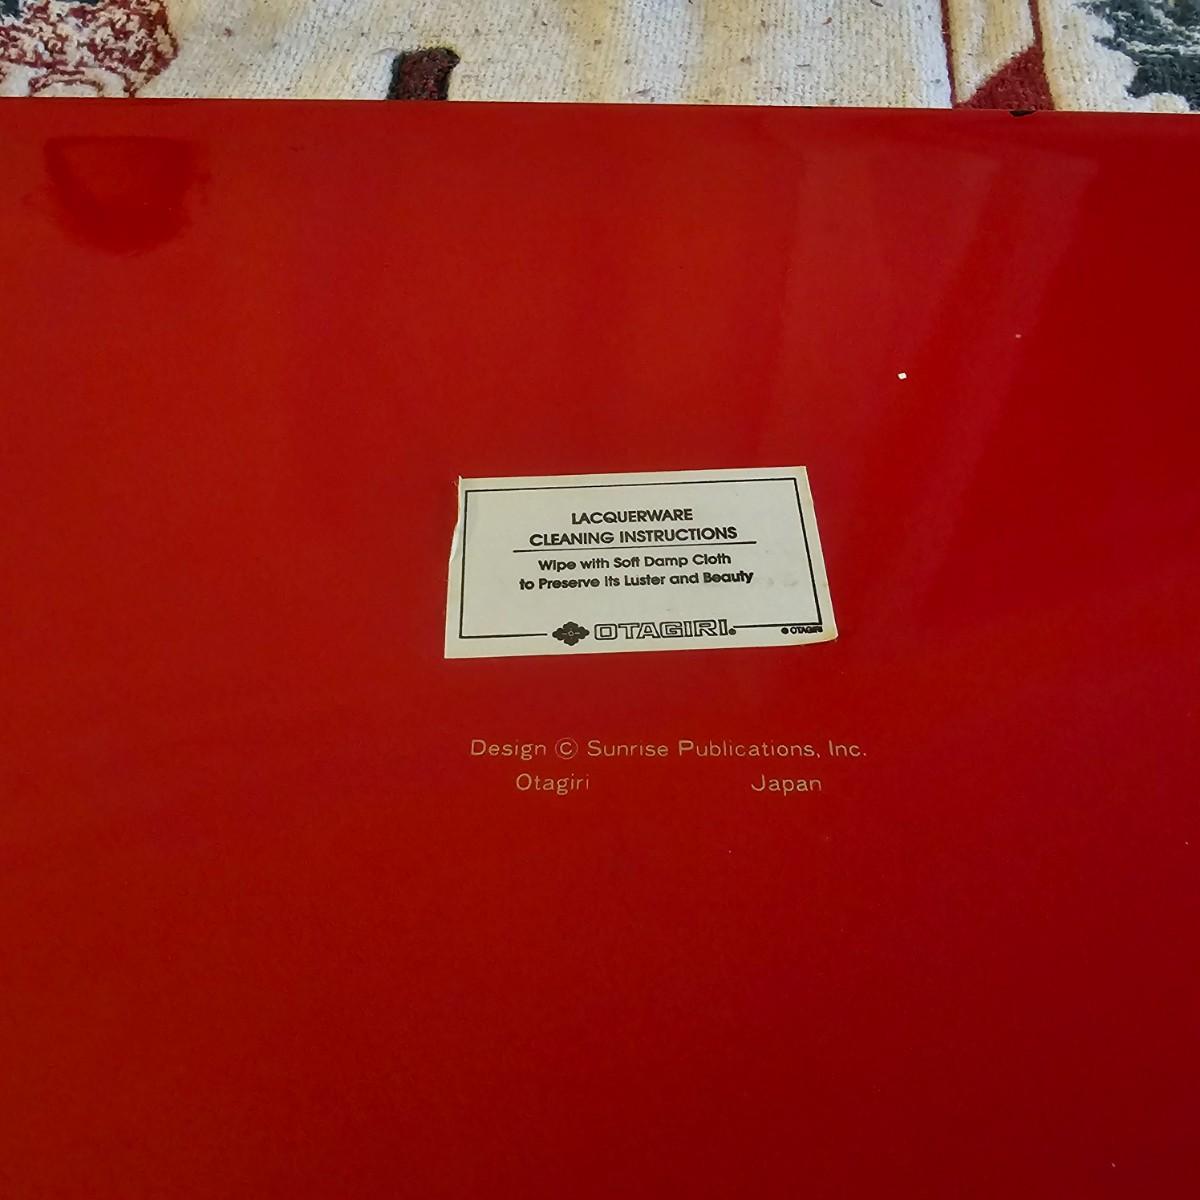 LACQUERWARE
CLEANING INSTRUCTIONS
Wipe with Soft Damp Cloth
to Preserve Its Luster and Beauty
OTAGIRI®
© OTAGIRI
Design © Sunrise Publications, Inc.
Otagiri Japan